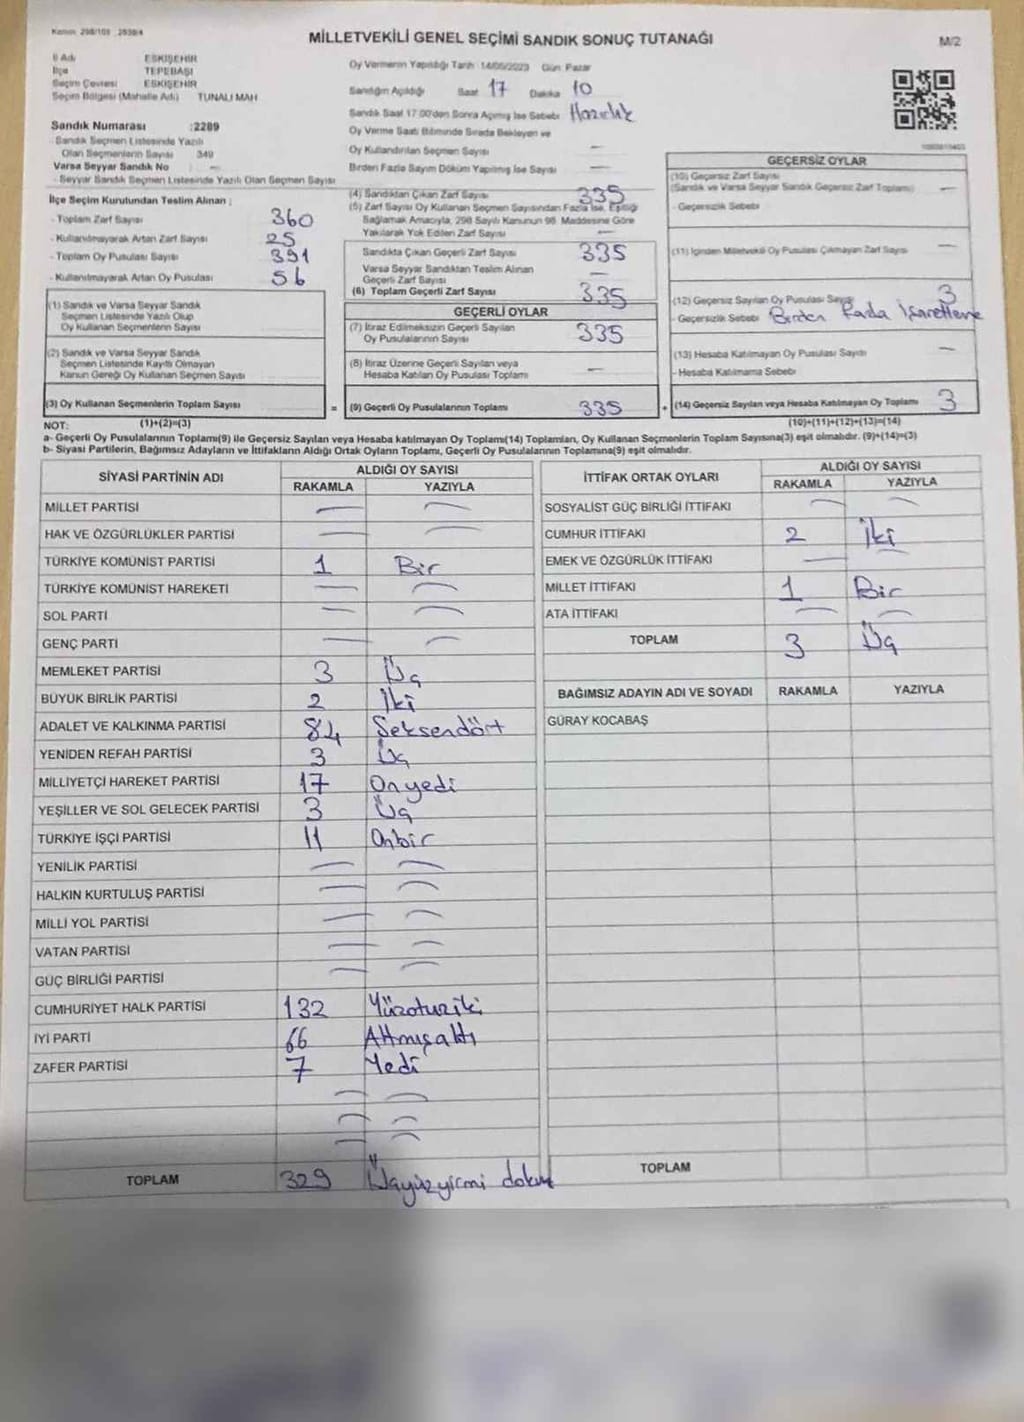 Kanun: 298/103 , 2839/4
MİLLETVEKİLİ GENEL SEÇİMİ SANDIK SONUÇ TUTANAĞI
M/2
İl Adı ESKİŞEHİR
İlçe TEPEBAŞI
Seçim Çevresi ESKİŞEHİR
Seçim Bölgesi (Mahalle Adı) TUNALI MAH
Sandık Numarası :2289
Sandık Seçmen Listesinde Yazılı
Olan Seçmenlerin Sayısı 349
Varsa Seyyar Sandık No —
Seyyar Sandık Seçmen Listesinde Yazılı Olan Seçmen Sayısı
İlçe Seçim Kurulundan Teslim Alınan ;
- Toplam Zarf Sayısı 360
- Kullanılmayarak Artan Zarf Sayısı 25
- Toplam Oy Pusulası Sayısı 391
- Kullanılmayarak Artan Oy Pusulası 56
(1) Sandık ve Varsa Seyyar Sandık
Seçmen Listesinde Yazılı Olup
Oy Kullanan Seçmenlerin Sayısı
(2) Sandık ve Varsa Seyyar Sandık
Seçmen Listesinde Kayıtlı Olmayan
Kanun Gereği Oy Kullanan Seçmen Sayısı
(3) Oy Kullanan Seçmenlerin Toplam Sayısı
Oy Vermenin Yapıldığı Tarih :14/05/2023 Gün: Pazar
Sandığın Açıldığı Saat 17 Dakika 10
Sandık Saat 17:00'den Sonra Açılmış İse Sebebi Hazırlık
Oy Verme Saati Bitiminde Sırada Bekleyen ve
Oy Kullandırılan Seçmen Sayısı —
Birden Fazla Sayım Döküm Yapılmış İse Sayısı —
(4) Sandıktan Çıkan Zarf Sayısı 335
(5) Zarf Sayısı Oy Kullanan Seçmen Sayısından Fazla İse, Eşitliği
Sağlamak Amacıyla, 298 Sayılı Kanunun 98. Maddesine Göre
Yakılarak Yok Edilen Zarf Sayısı —
Sandıkta Çıkan Geçerli Zarf Sayısı 335
Varsa Seyyar Sandıktan Teslim Alınan
Geçerli Zarf Sayısı —
(6) Toplam Geçerli Zarf Sayısı 335
GEÇERLİ OYLAR
(7) İtiraz Edilmeksizin Geçerli Sayılan
Oy Pusulalarının Sayısı 335
(8) İtiraz Üzerine Geçerli Sayılan veya
Hesaba Katılan Oy Pusulası Toplamı —
= (9) Geçerli Oy Pusulalarının Toplamı 335
GEÇERSİZ OYLAR
(10) Geçersiz Zarf Sayısı
(Sandık ve Varsa Seyyar Sandık Geçersiz Zarf Toplamı) —
- Geçersizlik Sebebi
(11) İçinden Milletvekili Oy Pusulası Çıkmayan Zarf Sayısı —
(12) Geçersiz Sayılan Oy Pusulası Sayısı 3
- Geçersizlik Sebebi Birden Fazla İşaretleme
(13) Hesaba Katılmayan Oy Pusulası Sayısı —
- Hesaba Katılmama Sebebi
+ (14) Geçersiz Sayılan veya Hesaba Katılmayan Oy Toplamı 3
NOT: (1)+(2)=(3) (10)+(11)+(12)+(13)=(14)
a- Geçerli Oy Pusulalarının Toplamı(9) ile Geçersiz Sayılan veya Hesaba katılmayan Oy Toplamı(14) Toplamları, Oy Kullanan Seçmenlerin Toplam Sayısına(3) eşit olmalıdır. (9)+(14)=(3)
b- Siyasi Partilerin, Bağımsız Adayların ve İttifakların Aldığı Ortak Oyların Toplamı, Geçerli Oy Pusulalarının Toplamına(9) eşit olmalıdır.
SİYASİ PARTİNİN ADI ALDIĞI OY SAYISI
RAKAMLA YAZIYLA
MİLLET PARTİSİ — —
HAK VE ÖZGÜRLÜKLER PARTİSİ — —
TÜRKİYE KOMÜNİST PARTİSİ 1 Bir
TÜRKİYE KOMÜNİST HAREKETİ — —
SOL PARTİ — —
GENÇ PARTİ — —
MEMLEKET PARTİSİ 3 Üç
BÜYÜK BİRLİK PARTİSİ 2 İki
ADALET VE KALKINMA PARTİSİ 84 Seksendört
YENİDEN REFAH PARTİSİ 3 Üç
MİLLİYETÇİ HAREKET PARTİSİ 17 Onyedi
YEŞİLLER VE SOL GELECEK PARTİSİ 3 Üç
TÜRKİYE İŞÇİ PARTİSİ 11 Onbir
YENİLİK PARTİSİ — —
HALKIN KURTULUŞ PARTİSİ — —
MİLLİ YOL PARTİSİ — —
VATAN PARTİSİ — —
GÜÇ BİRLİĞİ PARTİSİ — —
CUMHURİYET HALK PARTİSİ 132 Yüzotuziki
İYİ PARTİ 66 Altmışaltı
ZAFER PARTİSİ 7 Yedi
— —
— —
— —
TOPLAM 329 Üçyüzyirmi dokuz
İTTİFAK ORTAK OYLARI ALDIĞI OY SAYISI
RAKAMLA YAZIYLA
SOSYALİST GÜÇ BİRLİĞİ İTTİFAKI — —
CUMHUR İTTİFAKI 2 İki
EMEK VE ÖZGÜRLÜK İTTİFAKI — —
MİLLET İTTİFAKI 1 Bir
ATA İTTİFAKI — —
TOPLAM 3 Üç
BAĞIMSIZ ADAYIN ADI VE SOYADI RAKAMLA YAZIYLA
GÜRAY KOCABAŞ
TOPLAM